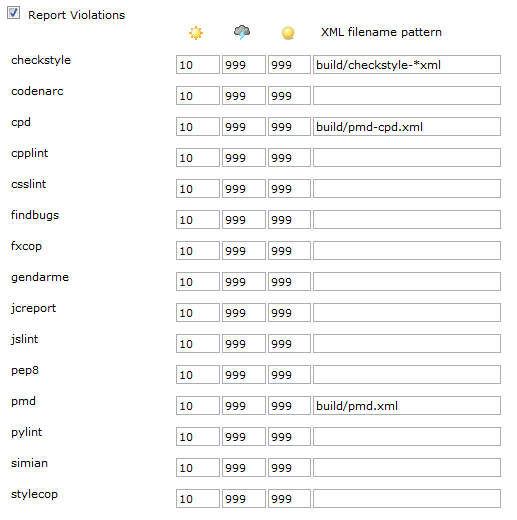 Report Violations
XML filename pattern
checkstyle 10 999 999 build/checkstyle-*xml
codenarc 10 999 999
cpd 10 999 999 build/pmd-cpd.xml
cpplint 10 999 999
csslint 10 999 999
findbugs 10 999 999
fxcop 10 999 999
gendarme 10 999 999
jcreport 10 999 999
jslint 10 999 999
pep8 10 999 999
pmd 10 999 999 build/pmd.xml
pylint 10 999 999
simian 10 999 999
stylecop 10 999 999